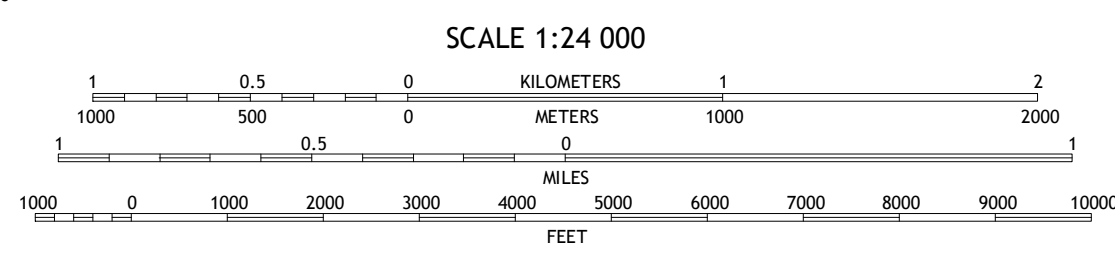 SCALE 1:24 000
1 0.5 0 KILOMETERS 1 2
1000 500 0 METERS 1000 2000
1 0.5 0 1
MILES
1000 0 1000 2000 3000 4000 5000 6000 7000 8000 9000 10000
FEET